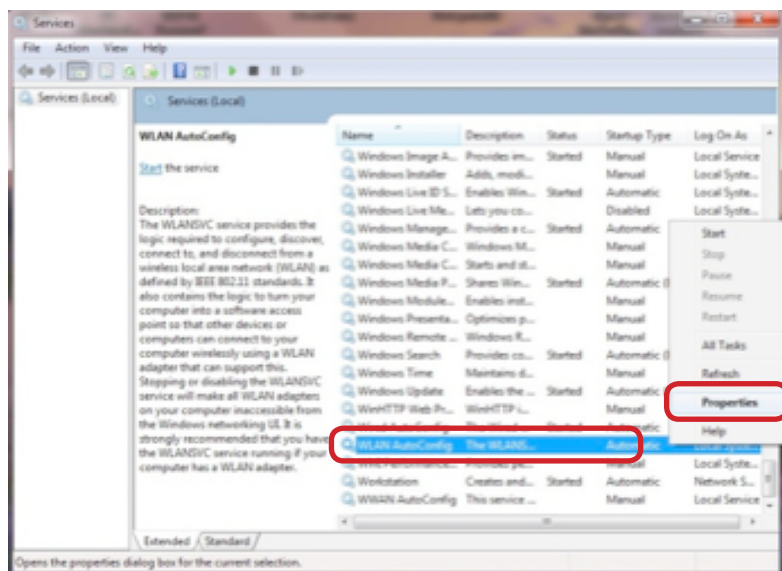 Services
File Action View Help
Services (Local)
Services (Local)
WLAN AutoConfig
Start the service
Description:
The WLANSVC service provides the
logic required to configure, discover,
connect to, and disconnect from a
wireless local area network (WLAN) as
defined by IEEE 802.11 standards. It
also contains the logic to turn your
computer into a software access
point so that other devices or
computers can connect to your
computer wirelessly using a WLAN
adapter that can support this.
Stopping or disabling the WLANSVC
service will make all WLAN adapters
on your computer inaccessible from
the Windows networking UI. It is
strongly recommended that you have
the WLANSVC service running if your
computer has a WLAN adapter.
Name Description Status Startup Type Log On As
Windows Image A... Provides im... Started Manual Local Service
Windows Installer Adds, modi... Manual Local Syste...
Windows Live ID S... Enables Win... Started Automatic Local Syste...
Windows Live Me... Lets you co... Disabled Local Syste...
Windows Manage... Provides a c... Started Automatic
Windows Media C... Windows M... Manual
Windows Media C... Starts and st... Manual
Windows Media P... Shares Win... Started Automatic (
Windows Module... Enables inst... Manual
Windows Presenta... Optimizes p... Manual
Windows Remote ... Windows R... Manual
Windows Search Provides co... Started Automatic (
Windows Time Maintains d... Manual
Windows Update Enables the ... Started Automatic
WinHTTP Web Pr... WinHTTP i... Manual
WLAN AutoConfig The WLANS... Automatic
Local Syste...
Workstation Creates and... Started Automatic Network S...
WWAN AutoConfig This service ... Manual Local Service
Start
Stop
Pause
Resume
Restart
All Tasks
Refresh
Properties
Help
Extended Standard
Opens the properties dialog box for the current selection.